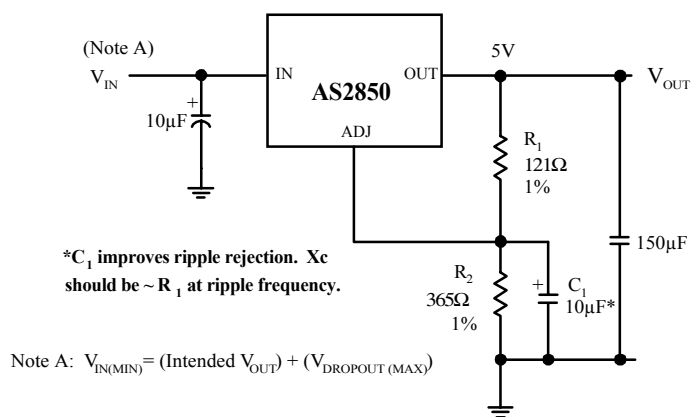 (Note A)
V_IN
IN
OUT
5V
V_OUT
AS2850
ADJ
+
10µF
R_1
121Ω
1%
150µF
*C_1 improves ripple rejection. Xc
should be ~ R_1 at ripple frequency.
R_2
365Ω
1%
+
C_1
10µF*
Note A: V_IN(MIN)= (Intended V_OUT) + (V_DROPOUT (MAX))